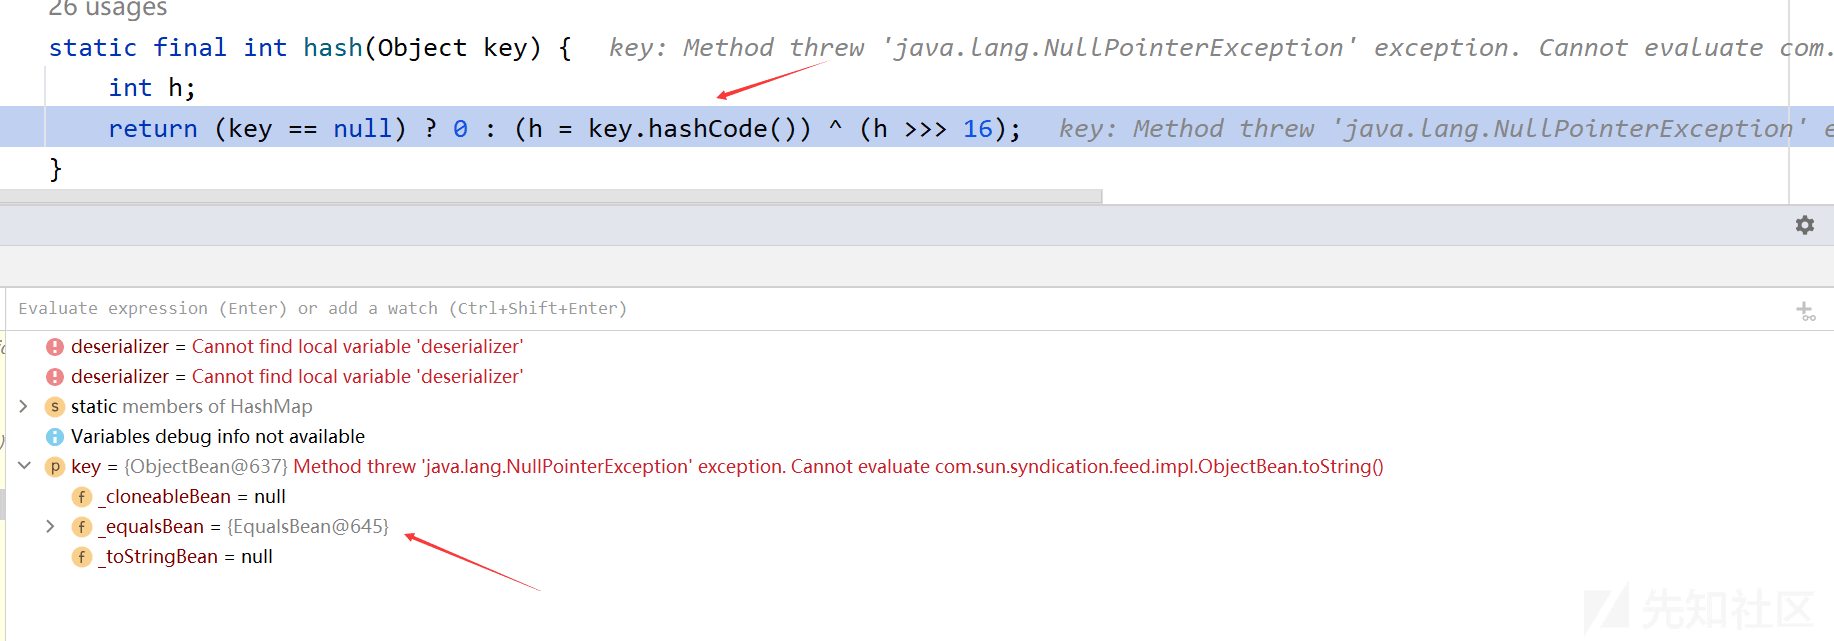 26 usages
static final int hash(Object key) {   key: Method threw 'java.lang.NullPointerException' exception. Cannot evaluate com.
int h;
return (key == null) ? 0 : (h = key.hashCode()) ^ (h >>> 16);   key: Method threw 'java.lang.NullPointerException' e
}
Evaluate expression (Enter) or add a watch (Ctrl+Shift+Enter)
deserializer = Cannot find local variable 'deserializer'
deserializer = Cannot find local variable 'deserializer'
s static members of HashMap
Variables debug info not available
p key = {ObjectBean@637} Method threw 'java.lang.NullPointerException' exception. Cannot evaluate com.sun.syndication.feed.impl.ObjectBean.toString()
f _cloneableBean = null
f _equalsBean = {EqualsBean@645}
f _toStringBean = null
先知社区